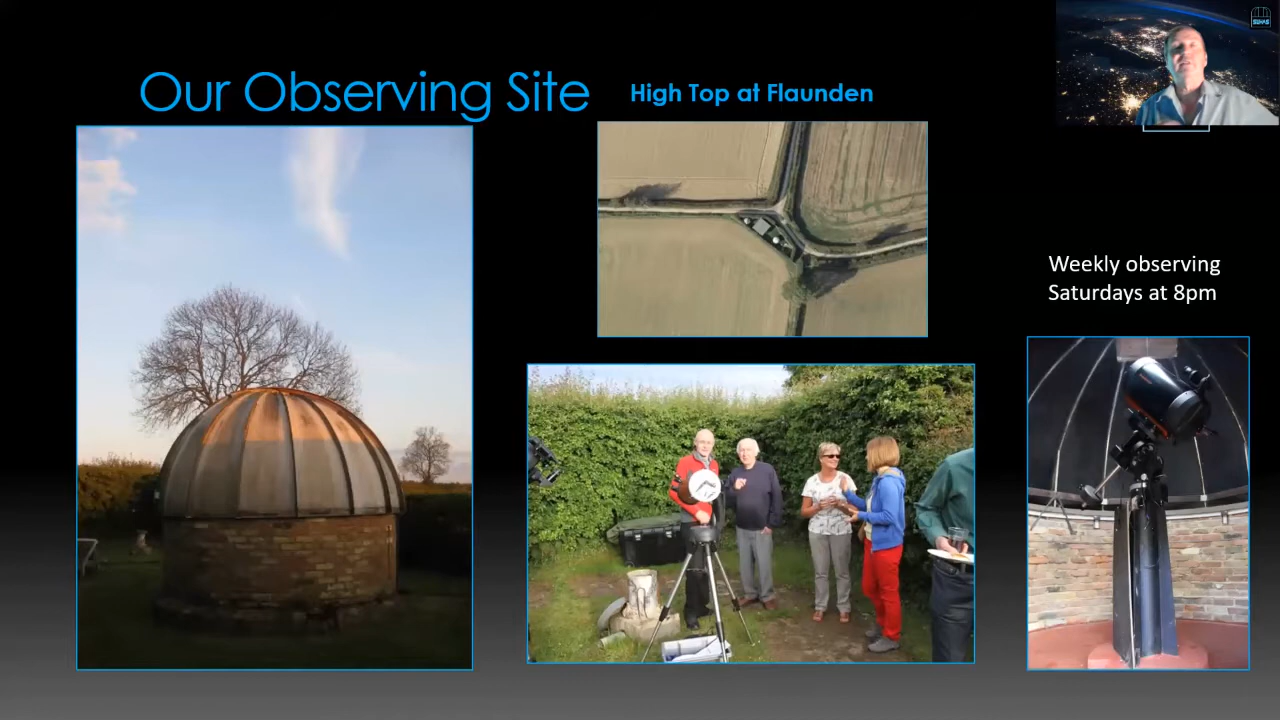 Our Observing Site
High Top at Flaunden
Weekly observing
Saturdays at 8pm